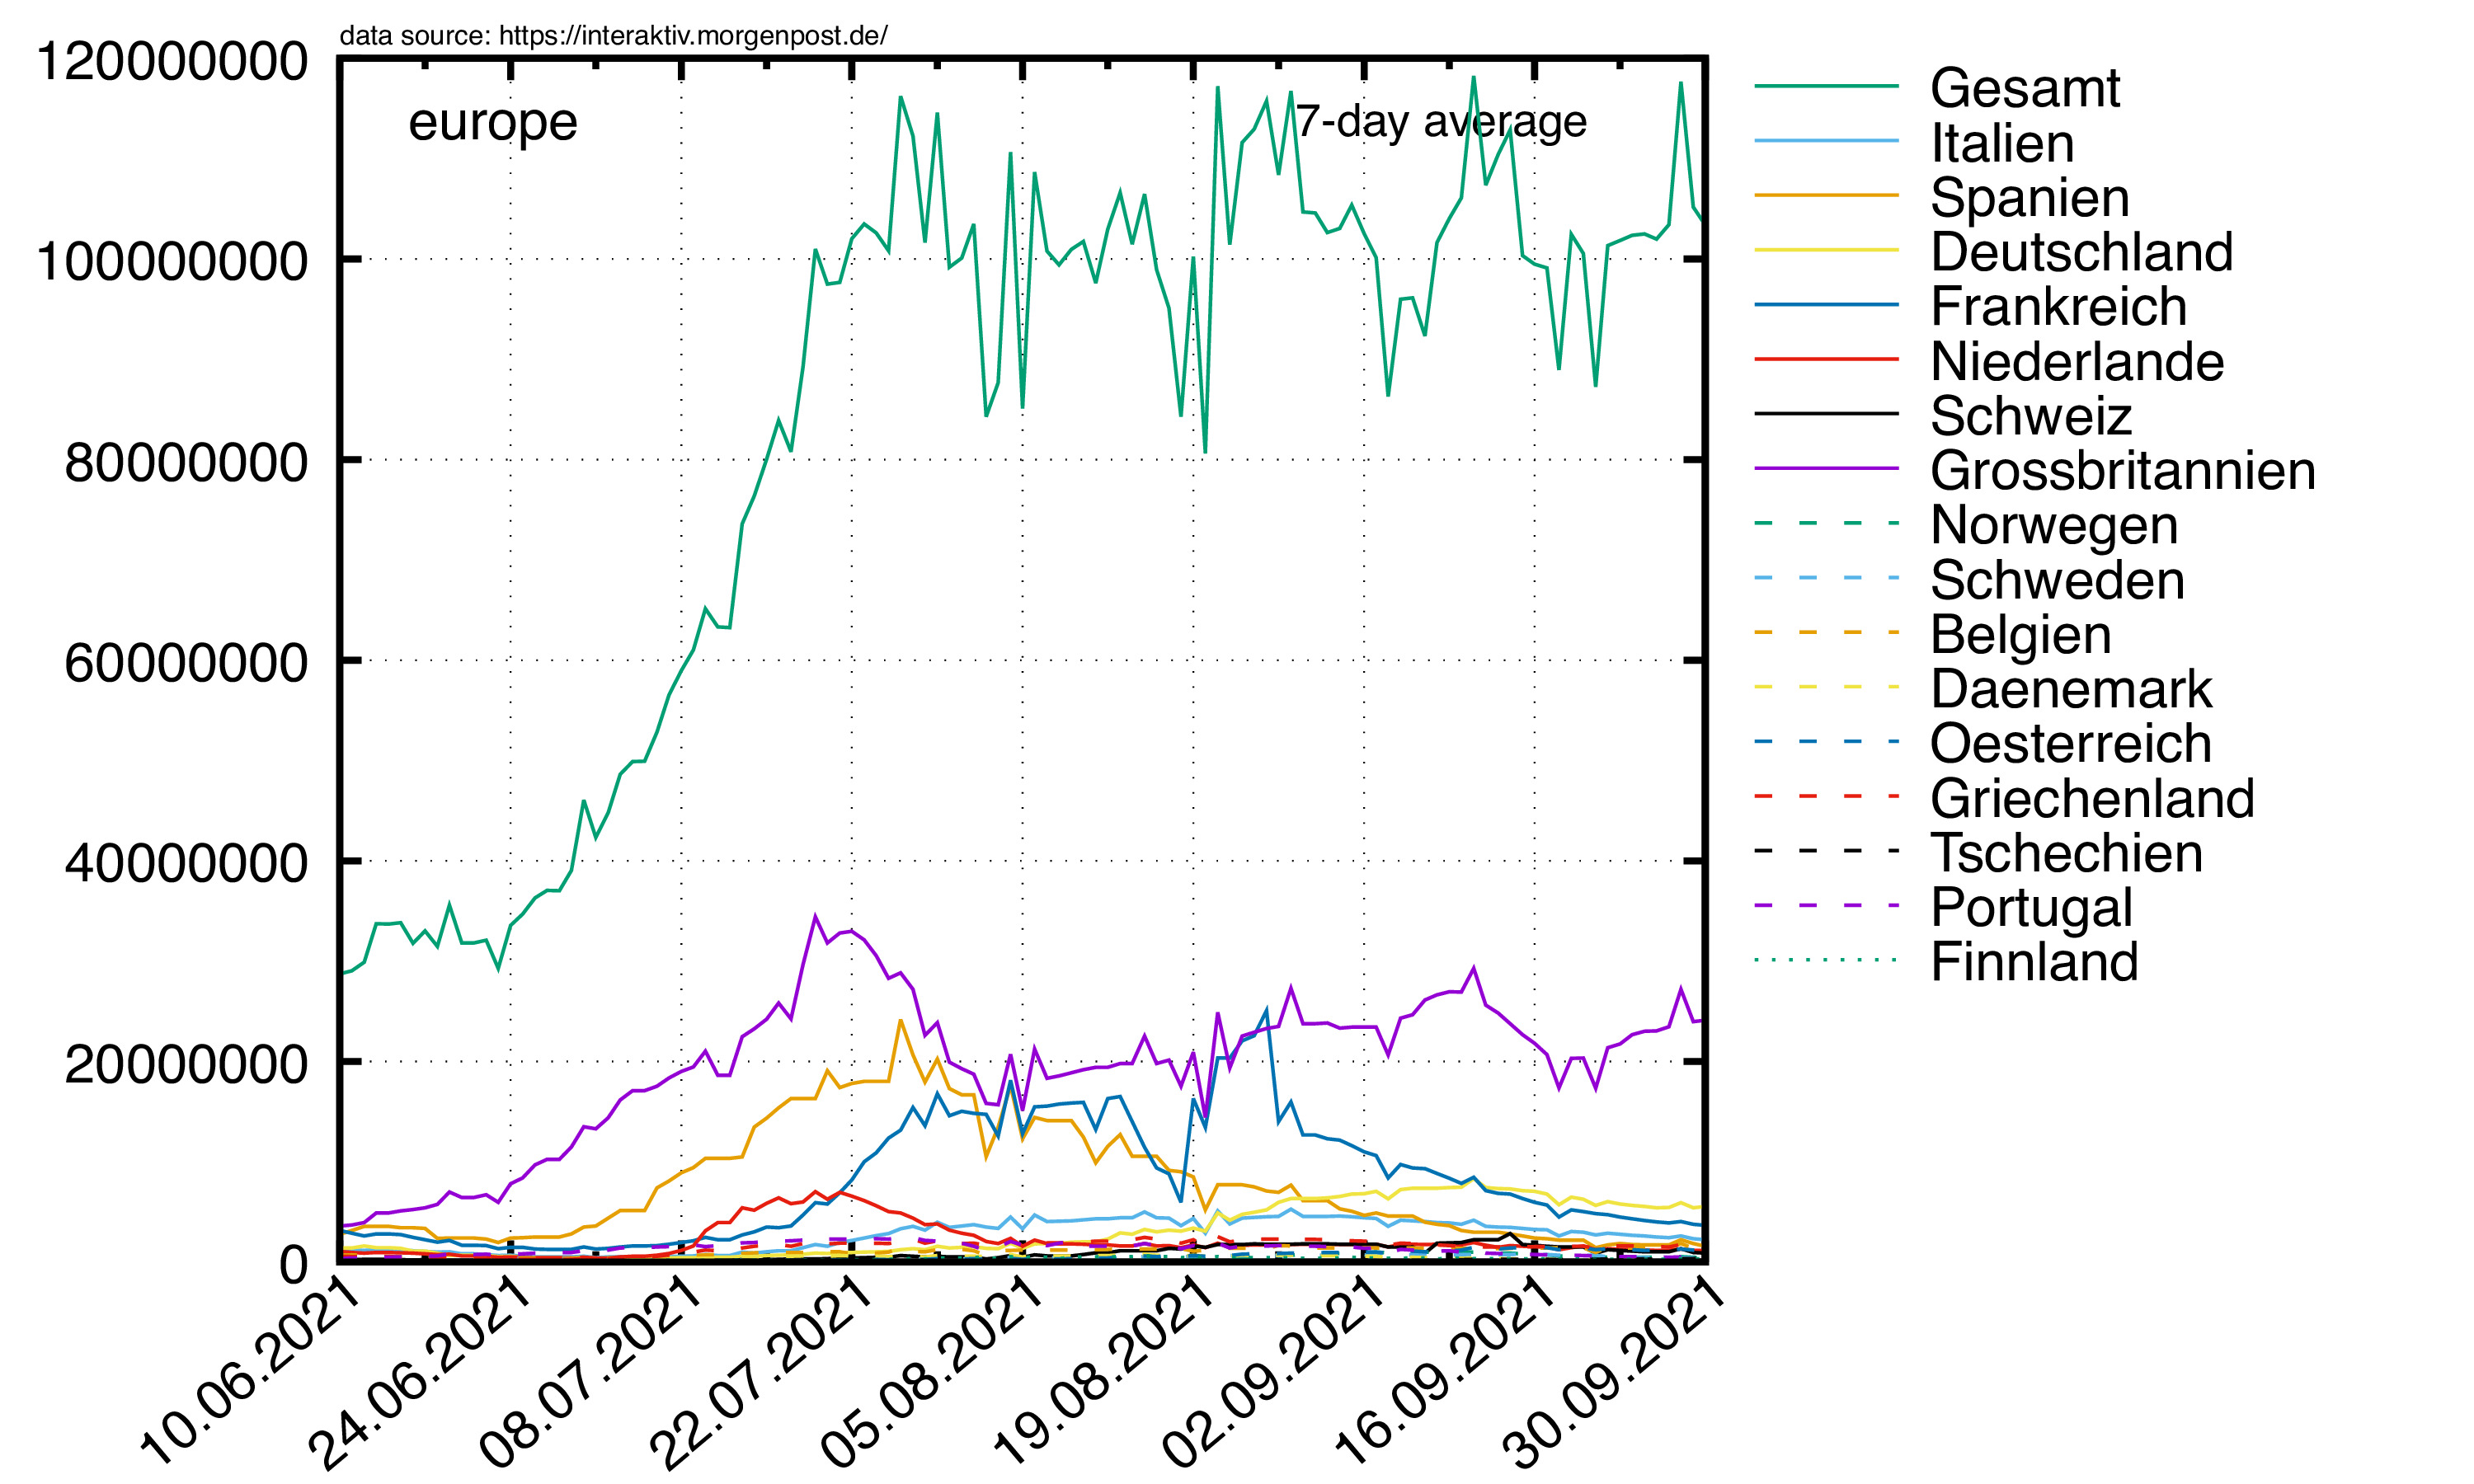 data source: https://interaktiv.morgenpost.de/
europe
7-day average
120000000
100000000
80000000
60000000
40000000
20000000
0
10.06.2021
24.06.2021
08.07.2021
22.07.2021
05.08.2021
19.08.2021
02.09.2021
16.09.2021
30.09.2021
Gesamt
Italien
Spanien
Deutschland
Frankreich
Niederlande
Schweiz
Grossbritannien
Norwegen
Schweden
Belgien
Daenemark
Oesterreich
Griechenland
Tschechien
Portugal
Finnland